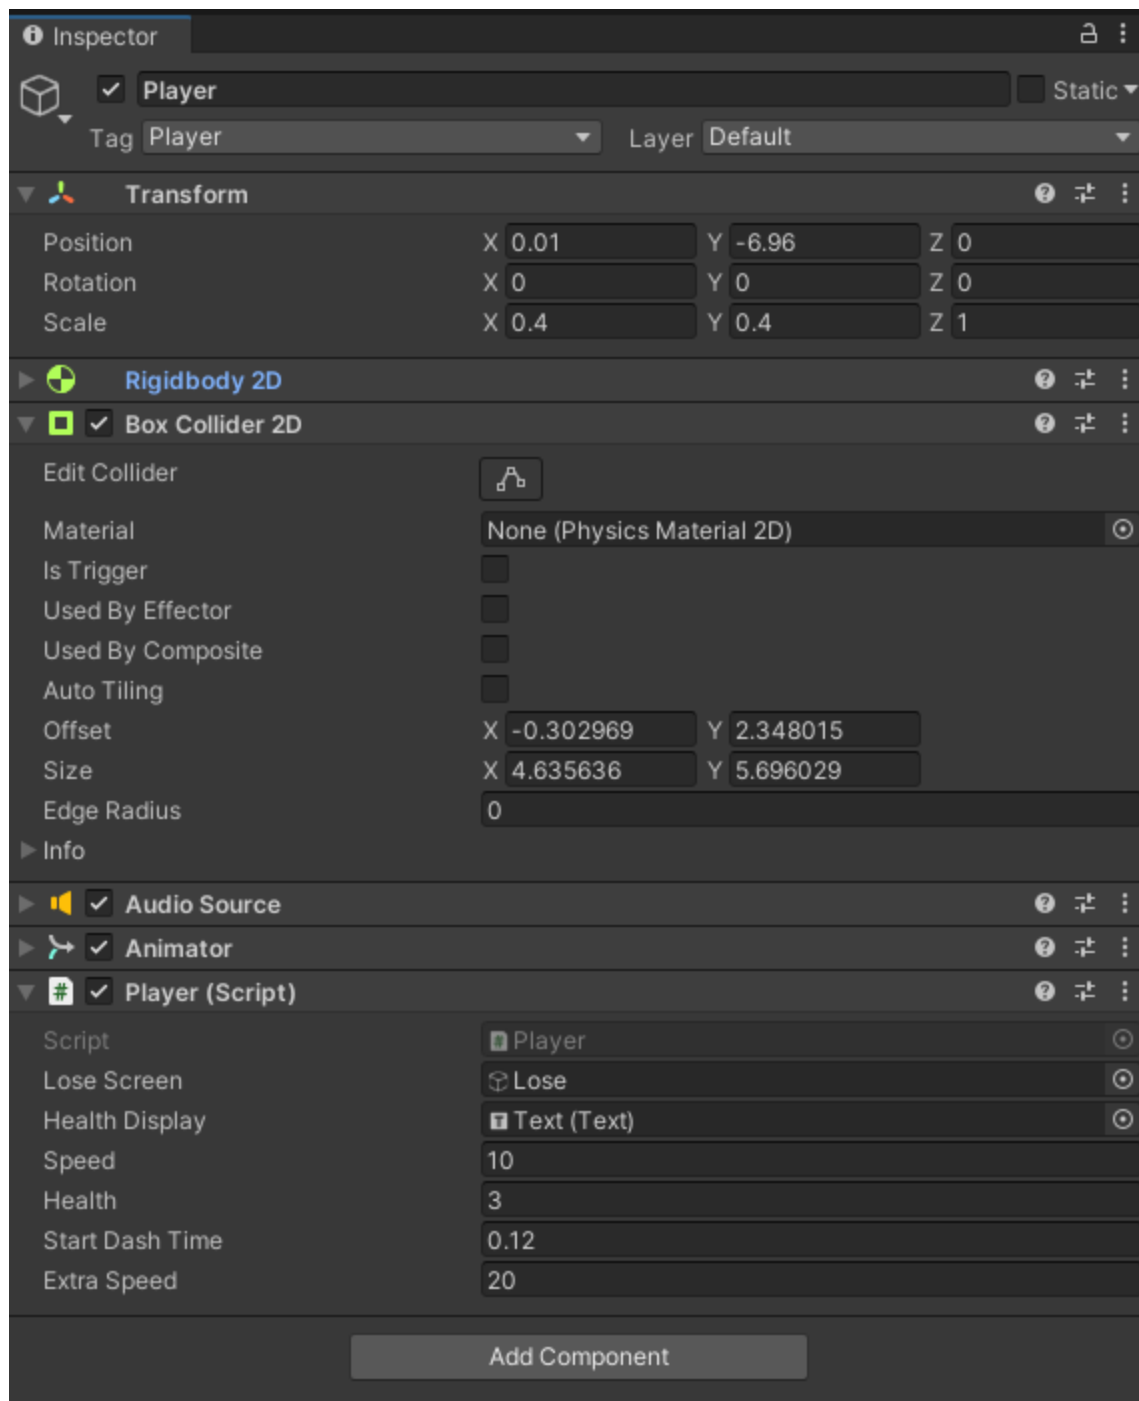 Inspector
Player
Static
Tag Player Layer Default
Transform
Position X 0.01 Y -6.96 Z 0
Rotation X 0 Y 0 Z 0
Scale X 0.4 Y 0.4 Z 1
Rigidbody 2D
Box Collider 2D
Edit Collider
Material None (Physics Material 2D)
Is Trigger
Used By Effector
Used By Composite
Auto Tiling
Offset X -0.302969 Y 2.348015
Size X 4.635636 Y 5.696029
Edge Radius 0
Info
Audio Source
Animator
# Player (Script)
Script # Player
Lose Screen Lose
Health Display T Text (Text)
Speed 10
Health 3
Start Dash Time 0.12
Extra Speed 20
Add Component